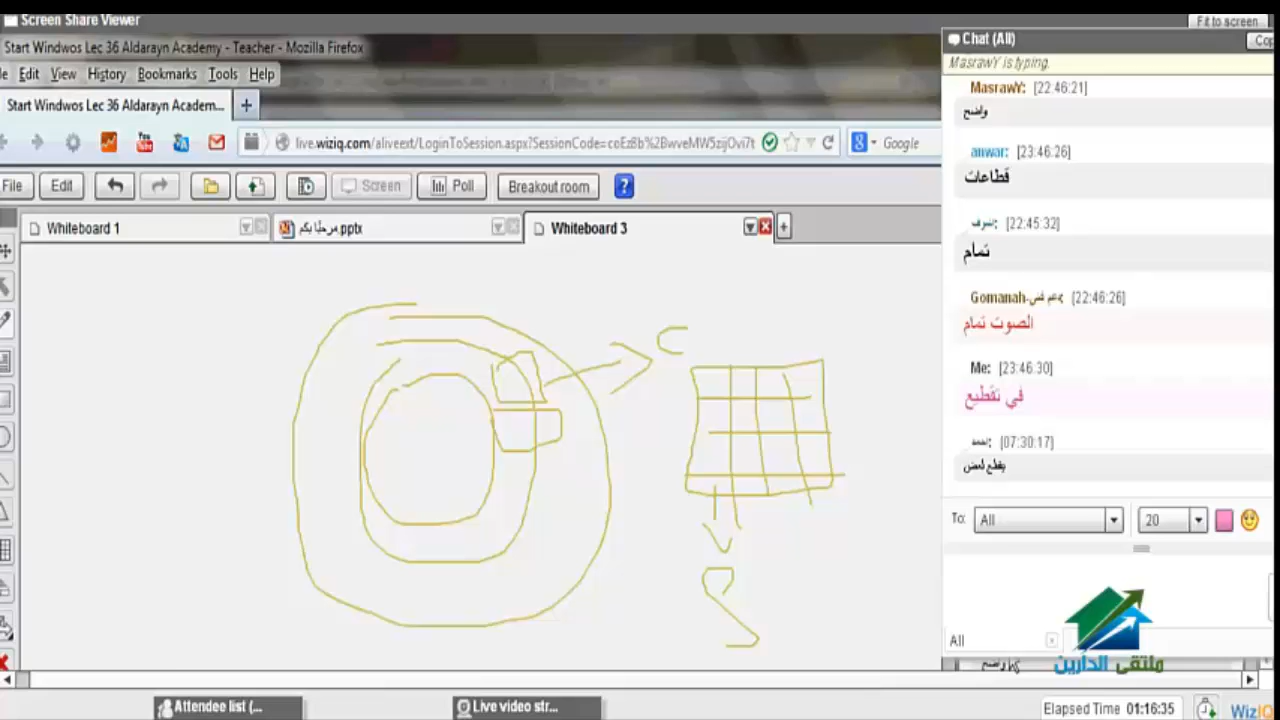 Screen Share Viewer
Fit to screen
Start Windwos Lec 36 Aldarayn Academy - Teacher - Mozilla Firefox
Edit View History Bookmarks Tools Help
Start Windwos Lec 36 Aldarayn Academ...
+
live.wiziq.com/aliveext/LoginToSession.aspx?SessionCode=coEz8b%2BwveMW5zijOvi7t
Google
File
Edit
Screen
Poll
Breakout room
?
Whiteboard 1
مرحبًا بكم.pptx
Whiteboard 3
+
C
Chat (All)
MasrawY is typing.
MasrawY: [22:46:21]
واضح
anwar: [23:46:26]
قطاعات
شرف: [22:45:32]
تمام
[22:46:26]
الصوت تمام
Me: [23:46.30]
في تقطيع
احمد: [07:30:17]
To: All 20
All
ملتقى الدارين
Attendee list (...
Live video str...
Elapsed Time 01:16:35
WizIQ